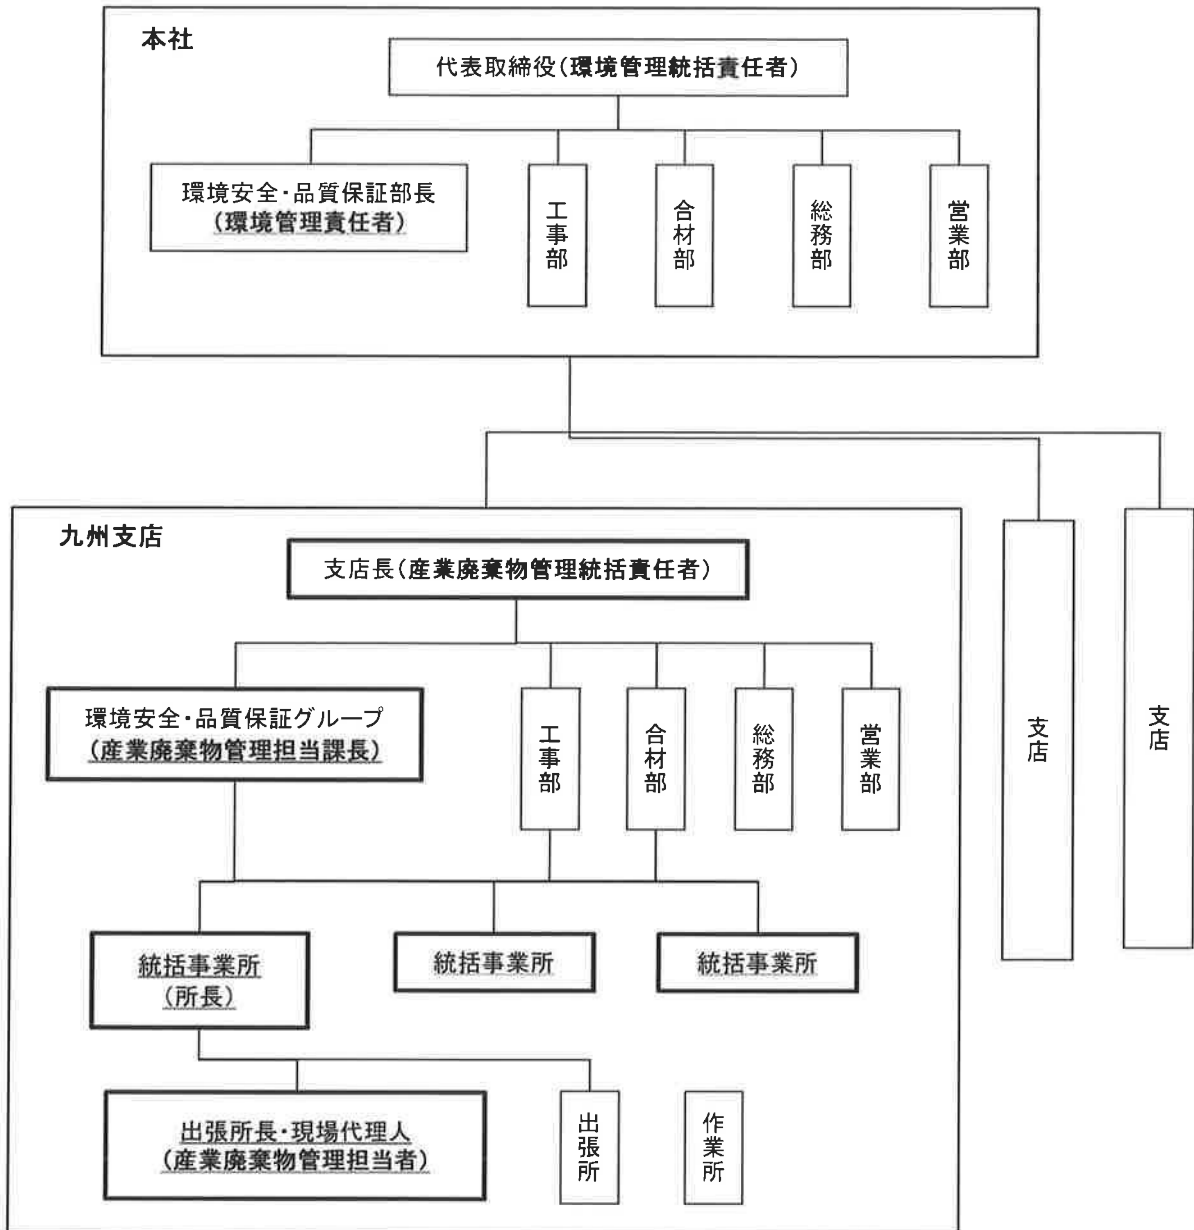 本社
代表取締役(環境管理統括責任者)
環境安全・品質保証部長
(環境管理責任者)
工事部
合材部
総務部
営業部
九州支店
支店長(産業廃棄物管理統括責任者)
環境安全・品質保証グループ
(産業廃棄物管理担当課長)
工事部
合材部
総務部
営業部
支店
支店
統括事業所
(所長)
統括事業所
統括事業所
出張所長・現場代理人
(産業廃棄物管理担当者)
出張所
作業所